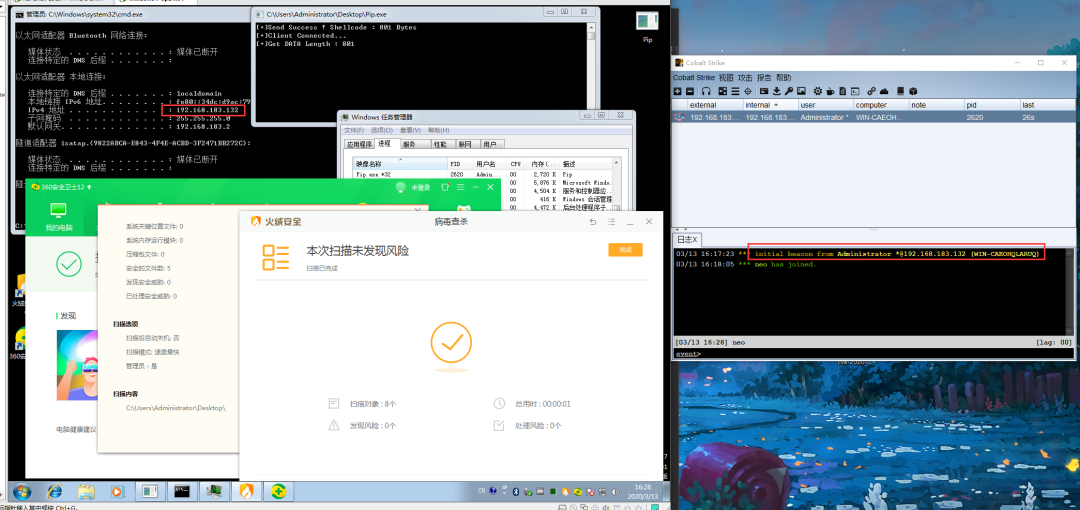 管理员: C:\Windows\system32\cmd.exe
以太网适配器 Bluetooth 网络连接:
媒体状态 . . . . . . . . . . . . : 媒体已断开
连接特定的 DNS 后缀 . . . . . . . :
以太网适配器 本地连接:
连接特定的 DNS 后缀 . . . . . . . : localdomain
本地链接 IPv6 地址. . . . . . . . : fe80::34dc:d9ac:79
IPv4 地址 . . . . . . . . . . . . : 192.168.183.132
子网掩码 . . . . . . . . . . . . : 255.255.255.0
默认网关. . . . . . . . . . . . . : 192.168.183.2
隧道适配器 isatap.{9822ABCA-E843-4F4E-ACBD-3F2471BB272C}:
媒体状态 . . . . . . . . . . . . : 媒体已断开
连接特定的 DNS 后缀 . . . . . . . :
C:\Users\Administrator\Desktop\Pip.exe
[*]Send Success ! Shellcode : 801 Bytes
[+]Client Connected...
[*]Get DATA Length : 801
Pip
Windows 任务管理器
文件(F) 选项(O) 查看(V) 帮助(H)
应用程序 进程 服务 性能 联网 用户
映像名称 PID 用户名 CPU 内存(... 描述
Pip.exe *32 2620 Admin... 00 2,720 K Pip
00 5,876 K Microsoft Windo.
00 4,504 K 服务和控制器应.
00 416 K Windows 会话管理
00 4,472 K 后台处理程序子.
360安全卫士12
未登录
我的电脑
系统关键位置文件: 0
系统内存运行模块: 0
压缩包文件: 0
安全的文件数: 5
发现安全威胁: 0
已处理安全威胁: 0
扫描选项
扫描后自动关机: 否
扫描模式: 速度最快
管理员：是
扫描内容
C:\Users\Administrator\Desktop\
发现
电脑健康建议
火绒安全
病毒查杀
本次扫描未发现风险
扫描已完成
完成
扫描对象 : 8个
总用时 : 00:00:01
发现风险 : 0个
处理风险 : 0个
CH
16:28
2020/3/13
Cobalt Strike
Cobalt Strike 视图 攻击 报告 帮助
external internal user computer note pid last
192.168.183.... 192.168.183.... Administrator * WIN-CAEOH... 2620 26s
日志X
03/13 16:17:23 *** initial beacon from Administrator *@192.168.183.132 (WIN-CAEOHQLARUQ)
03/13 16:18:05 *** neo has joined.
[03/13 16:28] neo
[lag: 00]
event>